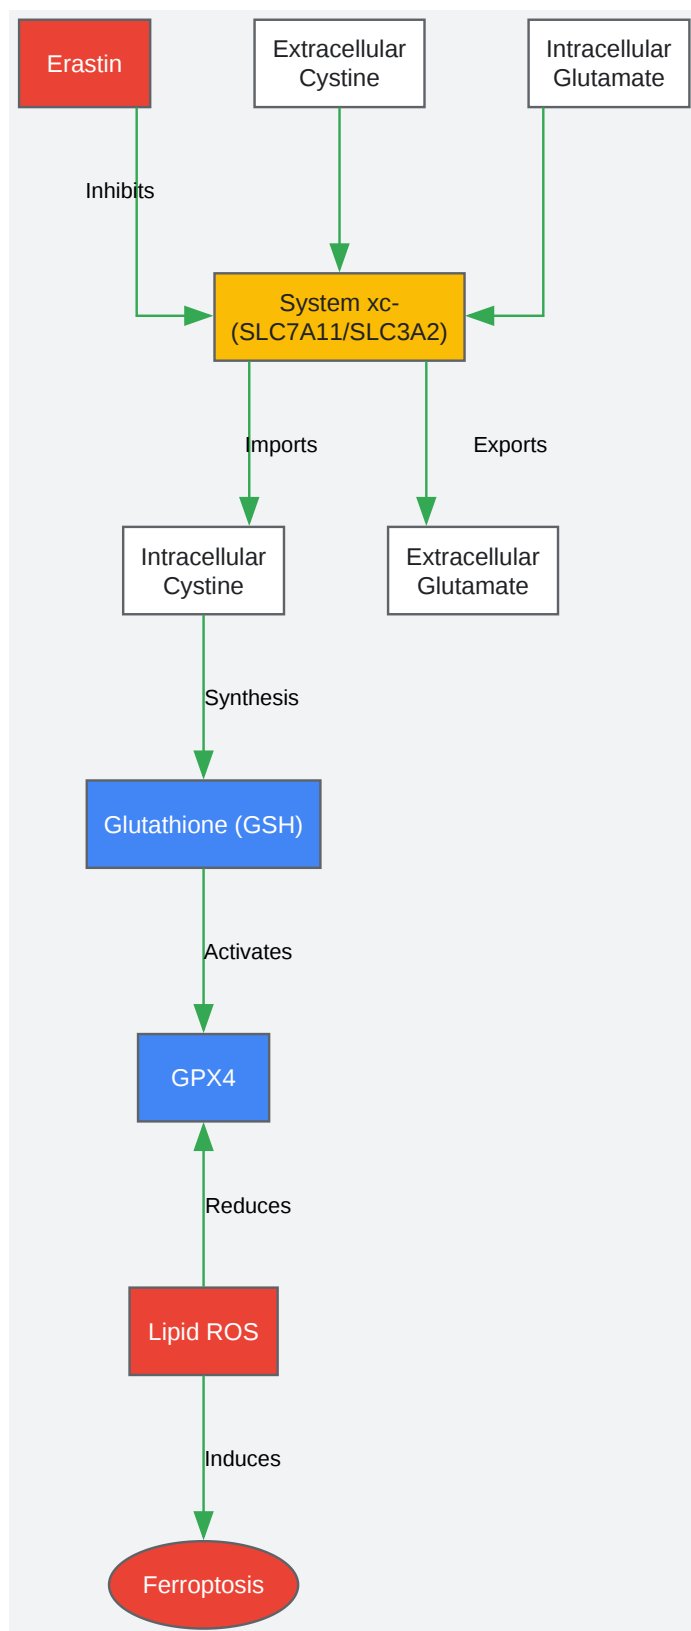 Erastin
Extracellular
Cystine
Intracellular
Glutamate
Inhibits
System xc-
(SLC7A11/SLC3A2)
Imports
Exports
Intracellular
Cystine
Extracellular
Glutamate
Synthesis
Glutathione (GSH)
Activates
GPX4
Reduces
Lipid ROS
Induces
Ferroptosis